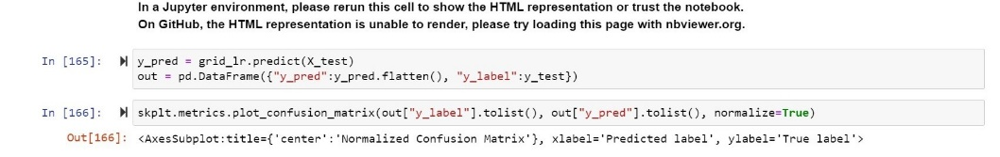 In a Jupyter environment, please rerun this cell to show the HTML representation or trust the notebook.
On GitHub, the HTML representation is unable to render, please try loading this page with nbviewer.org.
In [165]: y_pred = grid_lr.predict(X_test)
out = pd.DataFrame({"y_pred":y_pred.flatten(), "y_label":y_test})
In [166]: skplt.metrics.plot_confusion_matrix(out["y_label"].tolist(), out["y_pred"].tolist(), normalize=True)
Out[166]: <AxesSubplot:title={'center':'Normalized Confusion Matrix'}, xlabel='Predicted label', ylabel='True label'>